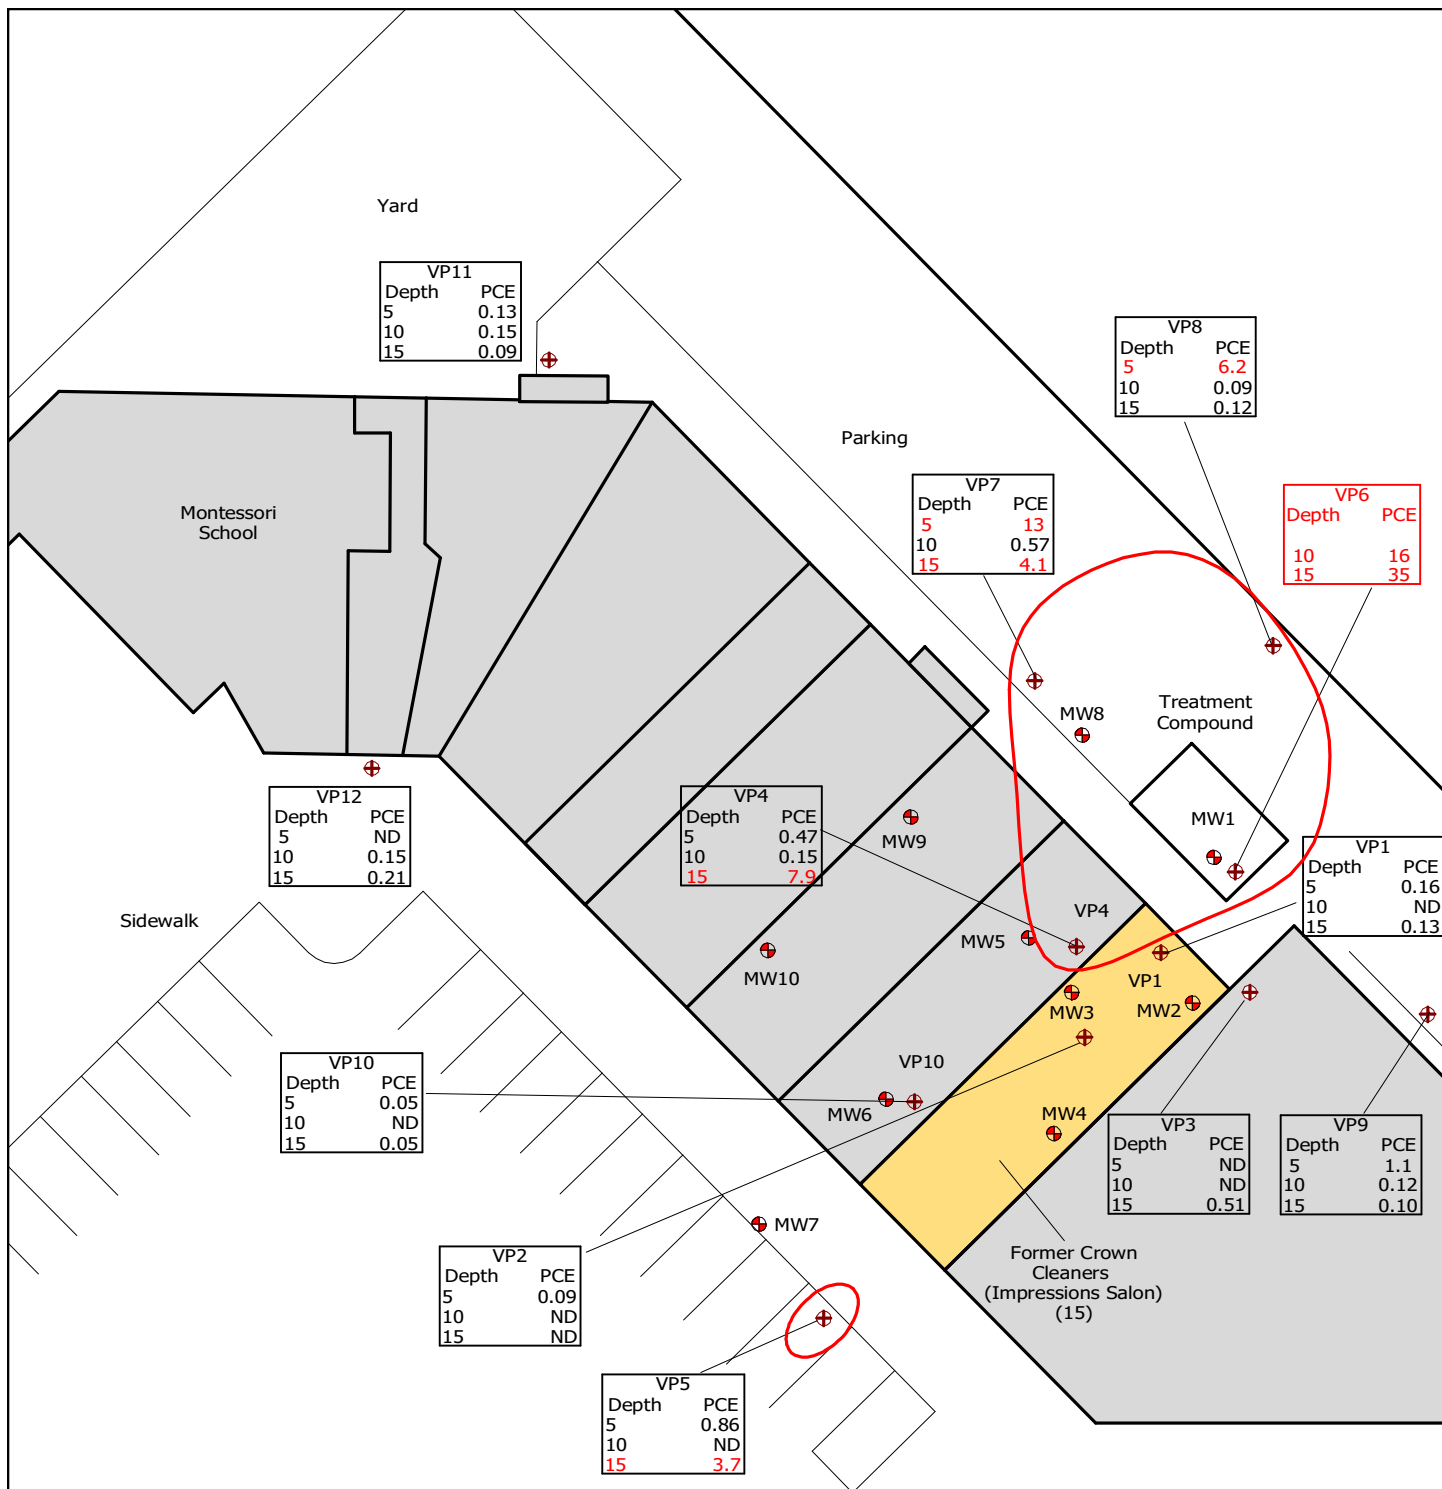 Yard
VP11
Depth PCE
5 0.13
10 0.15
15 0.09
VP8
Depth PCE
5 6.2
10 0.09
15 0.12
Parking
VP7
Depth PCE
5 13
10 0.57
15 4.1
VP6
Depth PCE
10 16
15 35
Montessori
School
Treatment
Compound
MW8
MW1
VP12
Depth PCE
5 ND
10 0.15
15 0.21
VP4
Depth PCE
5 0.47
10 0.15
15 7.9
MW9
VP1
Depth PCE
5 0.16
10 ND
15 0.13
Sidewalk
VP4
MW5
MW10
VP1
MW3
MW2
VP10
Depth PCE
5 0.05
10 ND
15 0.05
VP10
MW6
MW4
VP3
Depth PCE
5 ND
10 ND
15 0.51
VP9
Depth PCE
5 1.1
10 0.12
15 0.10
MW7
VP2
Depth PCE
5 0.09
10 ND
15 ND
Former Crown
Cleaners
(Impressions Salon)
(15)
VP5
Depth PCE
5 0.86
10 ND
15 3.7